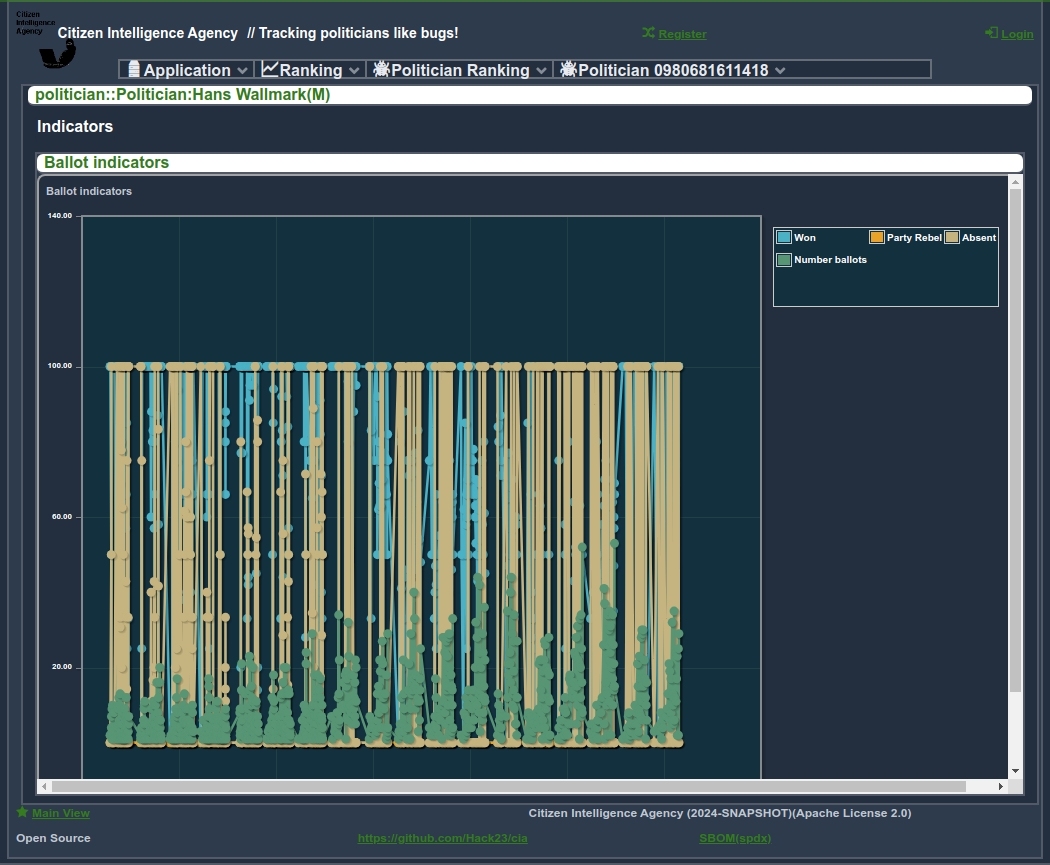 Citizen
Intelligence
Agency
Citizen Intelligence Agency // Tracking politicians like bugs!
Register
Login
Application
Ranking
Politician Ranking
Politician 0980681611418
politician::Politician:Hans Wallmark(M)
Indicators
Ballot indicators
Ballot indicators
140.00
100.00
60.00
20.00
Won
Party Rebel
Absent
Number ballots
Main View
Citizen Intelligence Agency (2024-SNAPSHOT)(Apache License 2.0)
Open Source
https://github.com/Hack23/cia
SBOM(spdx)